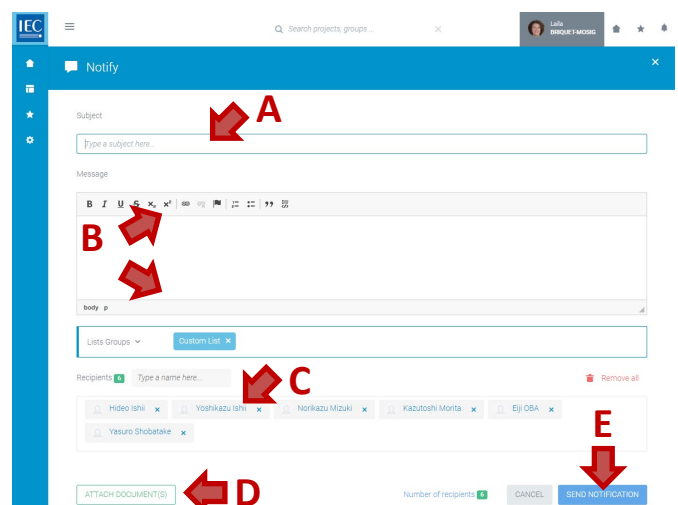 IEC
Search projects, groups ...
Laila
BRIQUET-MOSIG
Notify
A
Subject
Type a subject here...
Message
B I U S x₂ x²
B
body p
Lists Groups
Custom List ×
Recipients 6 Type a name here...
C
Remove all
Hideo Ishii × Yoshikazu Ishii × Norikazu Mizuki × Kazutoshi Morita × Eiji OBA ×
Yasuro Shobatake ×
E
ATTACH DOCUMENT(S)
D
Number of recipients 6
CANCEL
SEND NOTIFICATION